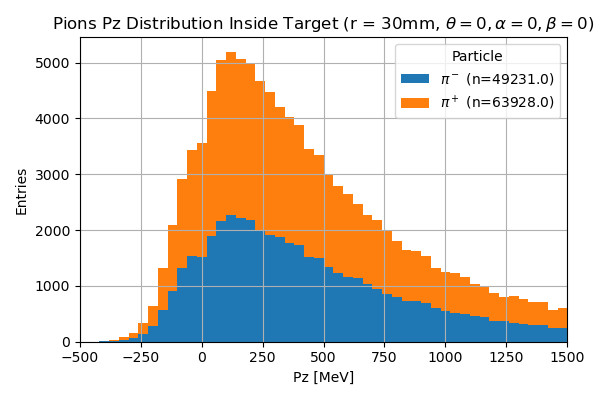 Pions Pz Distribution Inside Target (r = 30mm, θ = 0, α = 0, β = 0)
Particle
π⁻ (n=49231.0)
π⁺ (n=63928.0)
Entries
5000
4000
3000
2000
1000
0
−500 −250 0 250 500 750 1000 1250 1500
Pz [MeV]